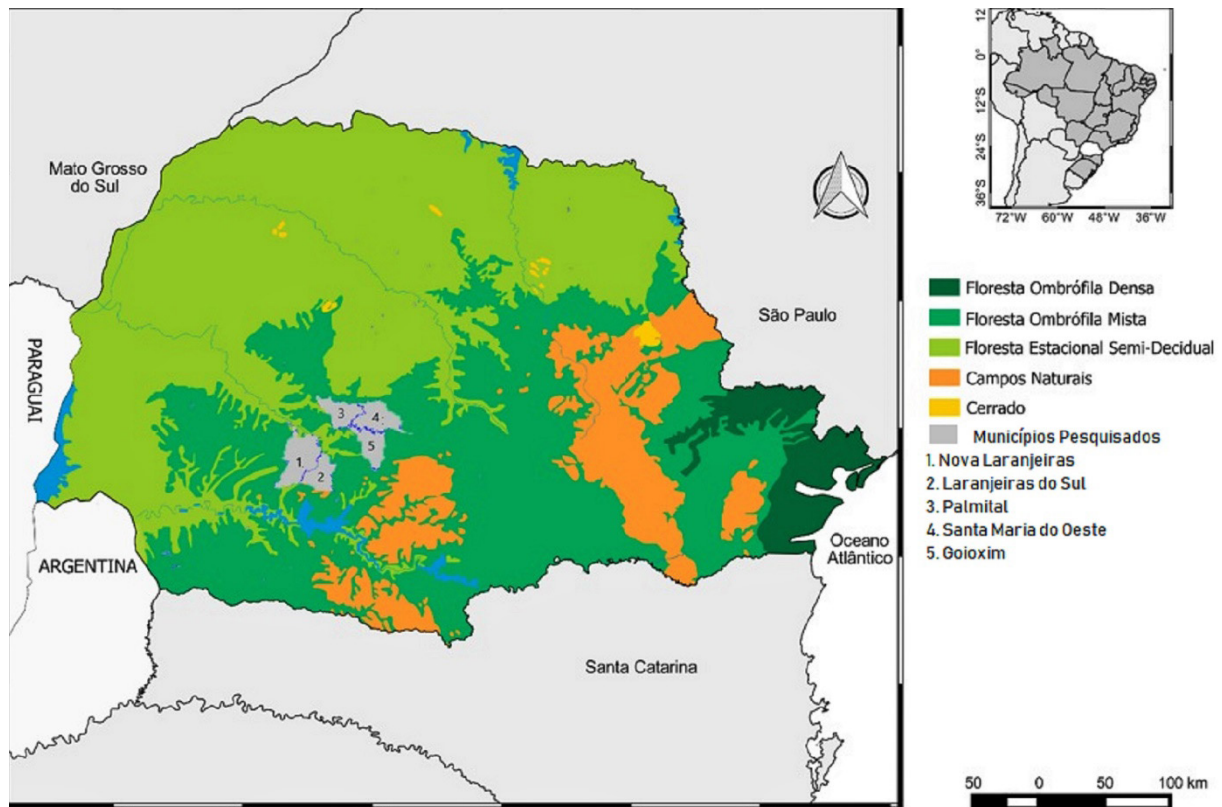 Mato Grosso
do Sul
PARAGUAI
ARGENTINA
São Paulo
Oceano
Atlântico
Santa Catarina
3
4
5
1.
2
12
0°
12°S
24°S
36°S
72°W 60°W 48°W 36°W
Floresta Ombrófila Densa
Floresta Ombrófila Mista
Floresta Estacional Semi-Decidual
Campos Naturais
Cerrado
Municípios Pesquisados
1. Nova Laranjeiras
2. Laranjeiras do Sul
3. Palmital
4. Santa Maria do Oeste
5. Goioxim
50 0 50 100 km